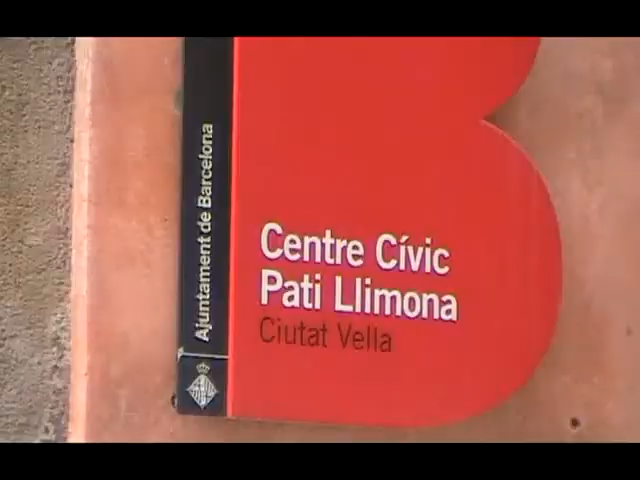 Ajuntament de Barcelona
Centre Cívic
Pati Llimona
Ciutat Vella